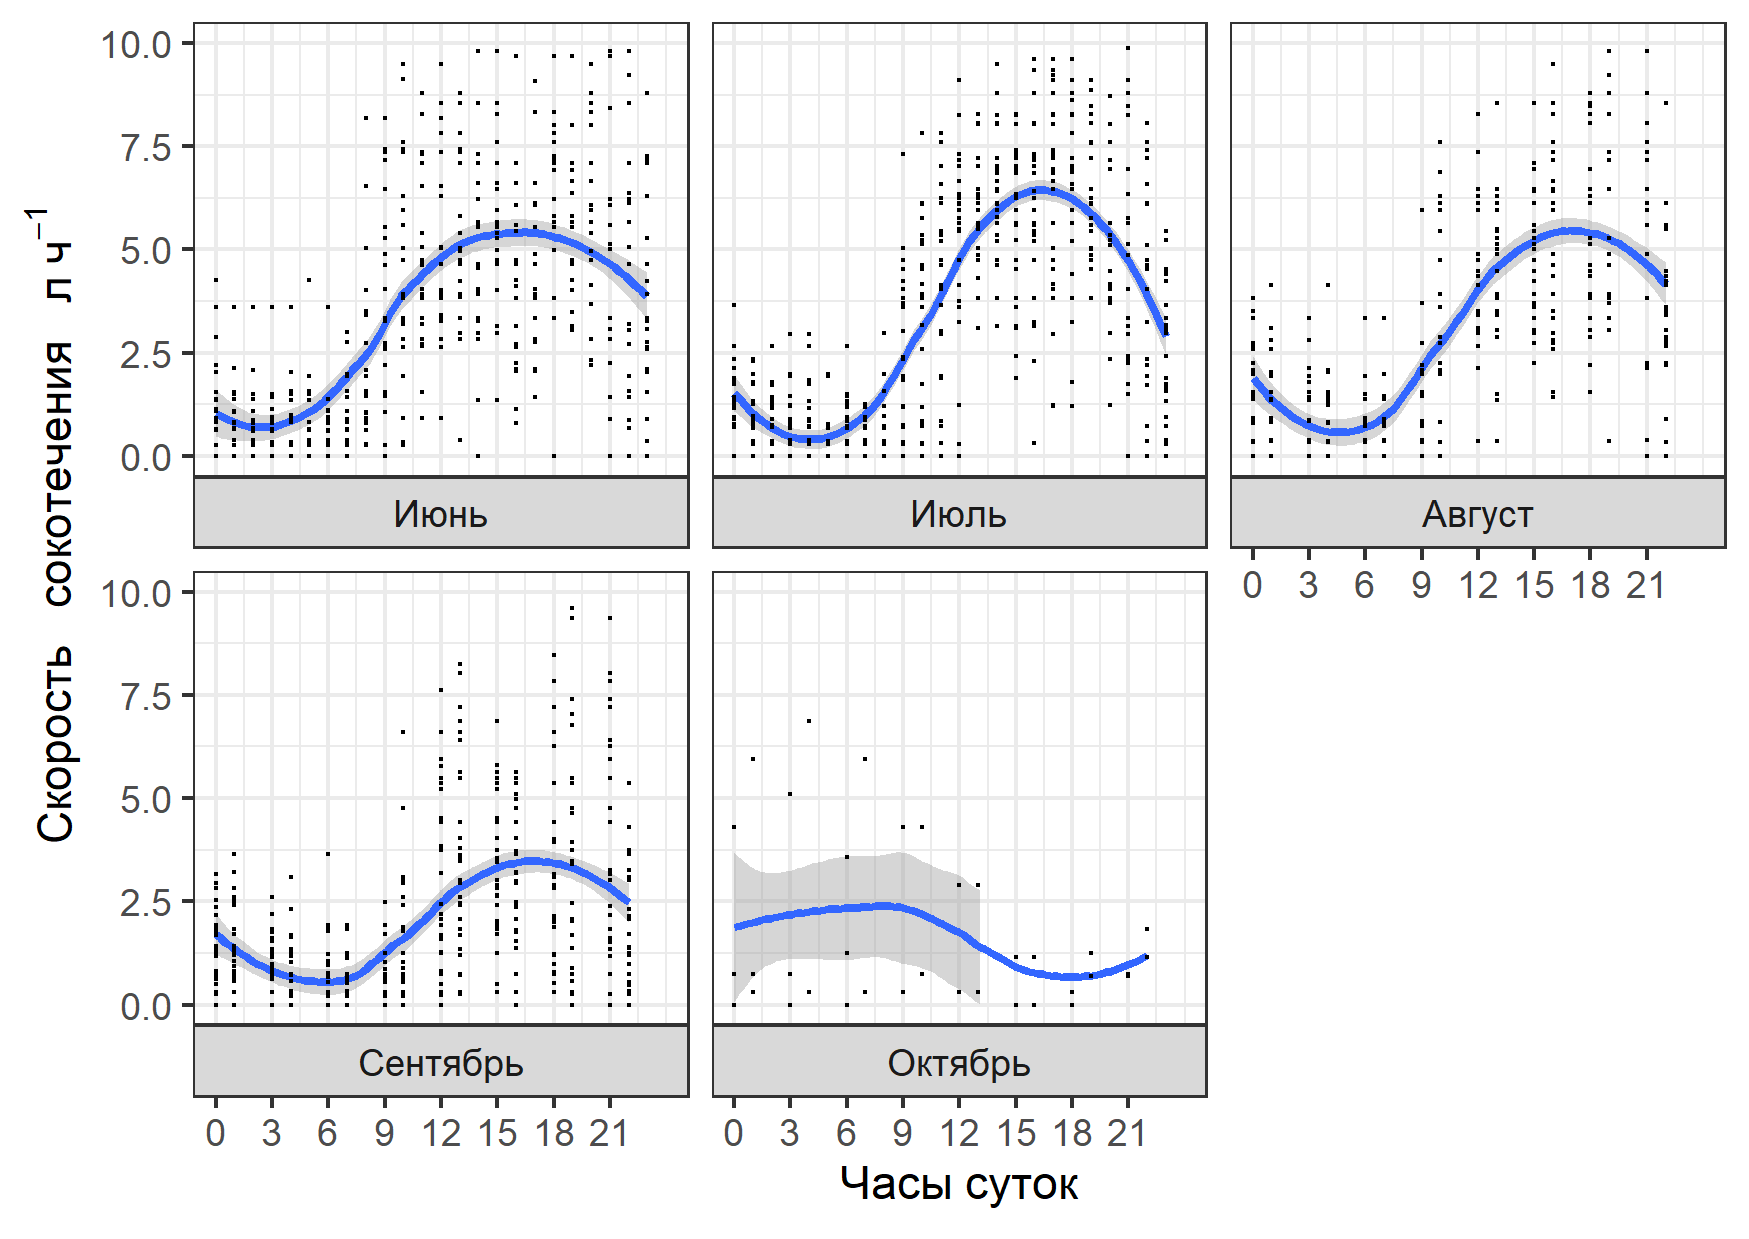 Скорость сокотечения л ч⁻¹
10.0
7.5
5.0
2.5
0.0
Июнь
Июль
Август
0 3 6 9 12 15 18 21
10.0
7.5
5.0
2.5
0.0
Сентябрь
Октябрь
0 3 6 9 12 15 18 21
0 3 6 9 12 15 18 21
Часы суток